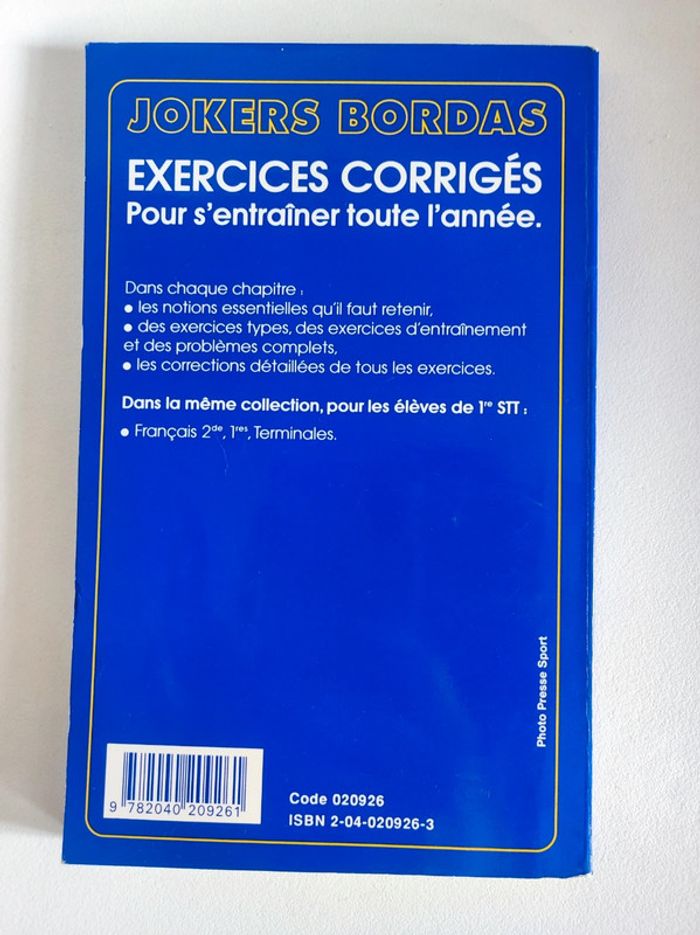 JOKERS BORDAS
EXERCICES CORRIGÉS
Pour s'entraîner toute l'année.
Dans chaque chapitre :
● les notions essentielles qu'il faut retenir,
● des exercices types, des exercices d'entraînement
et des problèmes complets,
● les corrections détaillées de tous les exercices.
Dans la même collection, pour les élèves de 1re STT :
● Français 2de, 1res, Terminales.
Photo Presse Sport
9 782040 209261
Code 020926
ISBN 2-04-020926-3